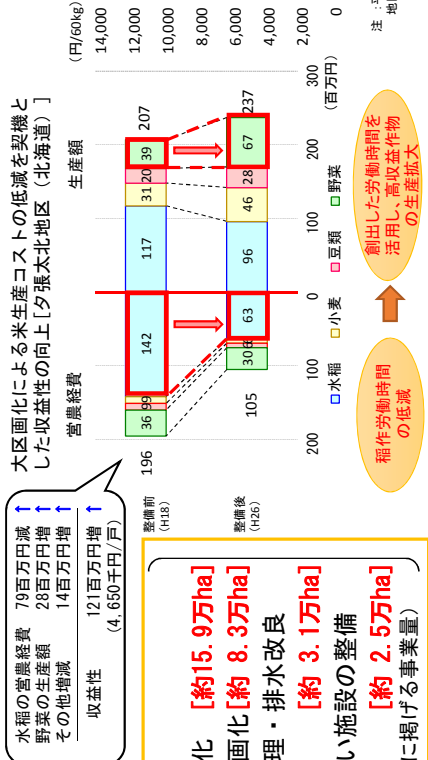 大区画化による米生産コストの低減を契機と
した収益性の向上[夕張太北地区（北海道）]
水稲の営農経費 79百万円減 ↑
野菜の生産額 28百万円増 ↑
その他増減 14百万円増 ↑
収益性 121百万円増 ↑
(4,650千円/戸)
営農経費
生産額
整備前
(H18)
196
36
9
9
142
117
31
20
39
207
整備後
(H26)
105
30
6
63
96
46
28
67
237
200
100
0
100
200
300
(百万円)
□水稲 □小麦 □豆類 □野菜
稲作労働時間
の低減
創出した労働時間を
活用し、高収益作物
の生産拡大
(円/60kg)
14,000
12,000
10,000
8,000
6,000
4,000
2,000
0
化 [約15.9万ha]
画化 [約 8.3万ha]
理・排水改良
[約 3.1万ha]
い施設の整備
[約 2.5万ha]
に掲げる事業量)